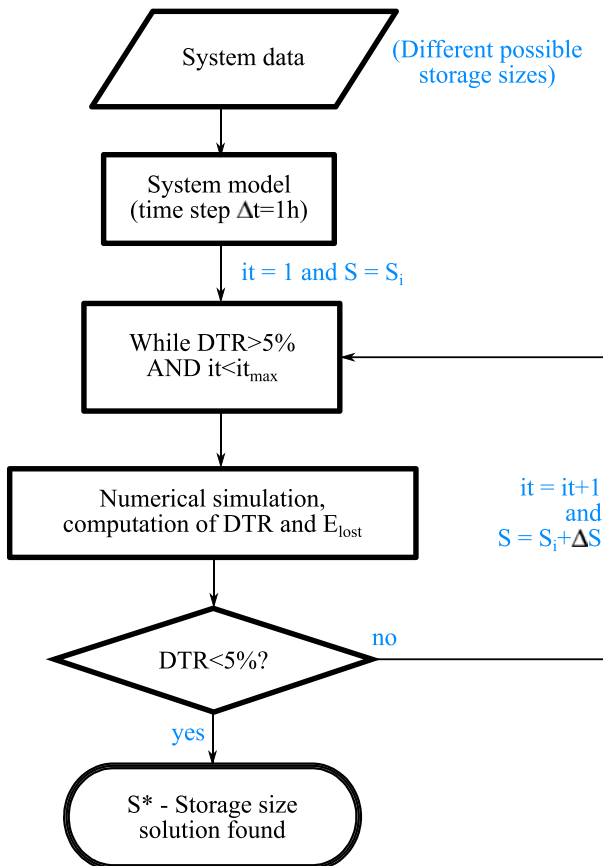 System data
(Different possible
storage sizes)
System model
(time step Δt=1h)
it = 1 and S = Sᵢ
While DTR>5%
AND it<it_max
Numerical simulation,
computation of DTR and E_lost
it = it+1
and
S = Sᵢ+ΔS
DTR<5%?
no
yes
S* - Storage size
solution found